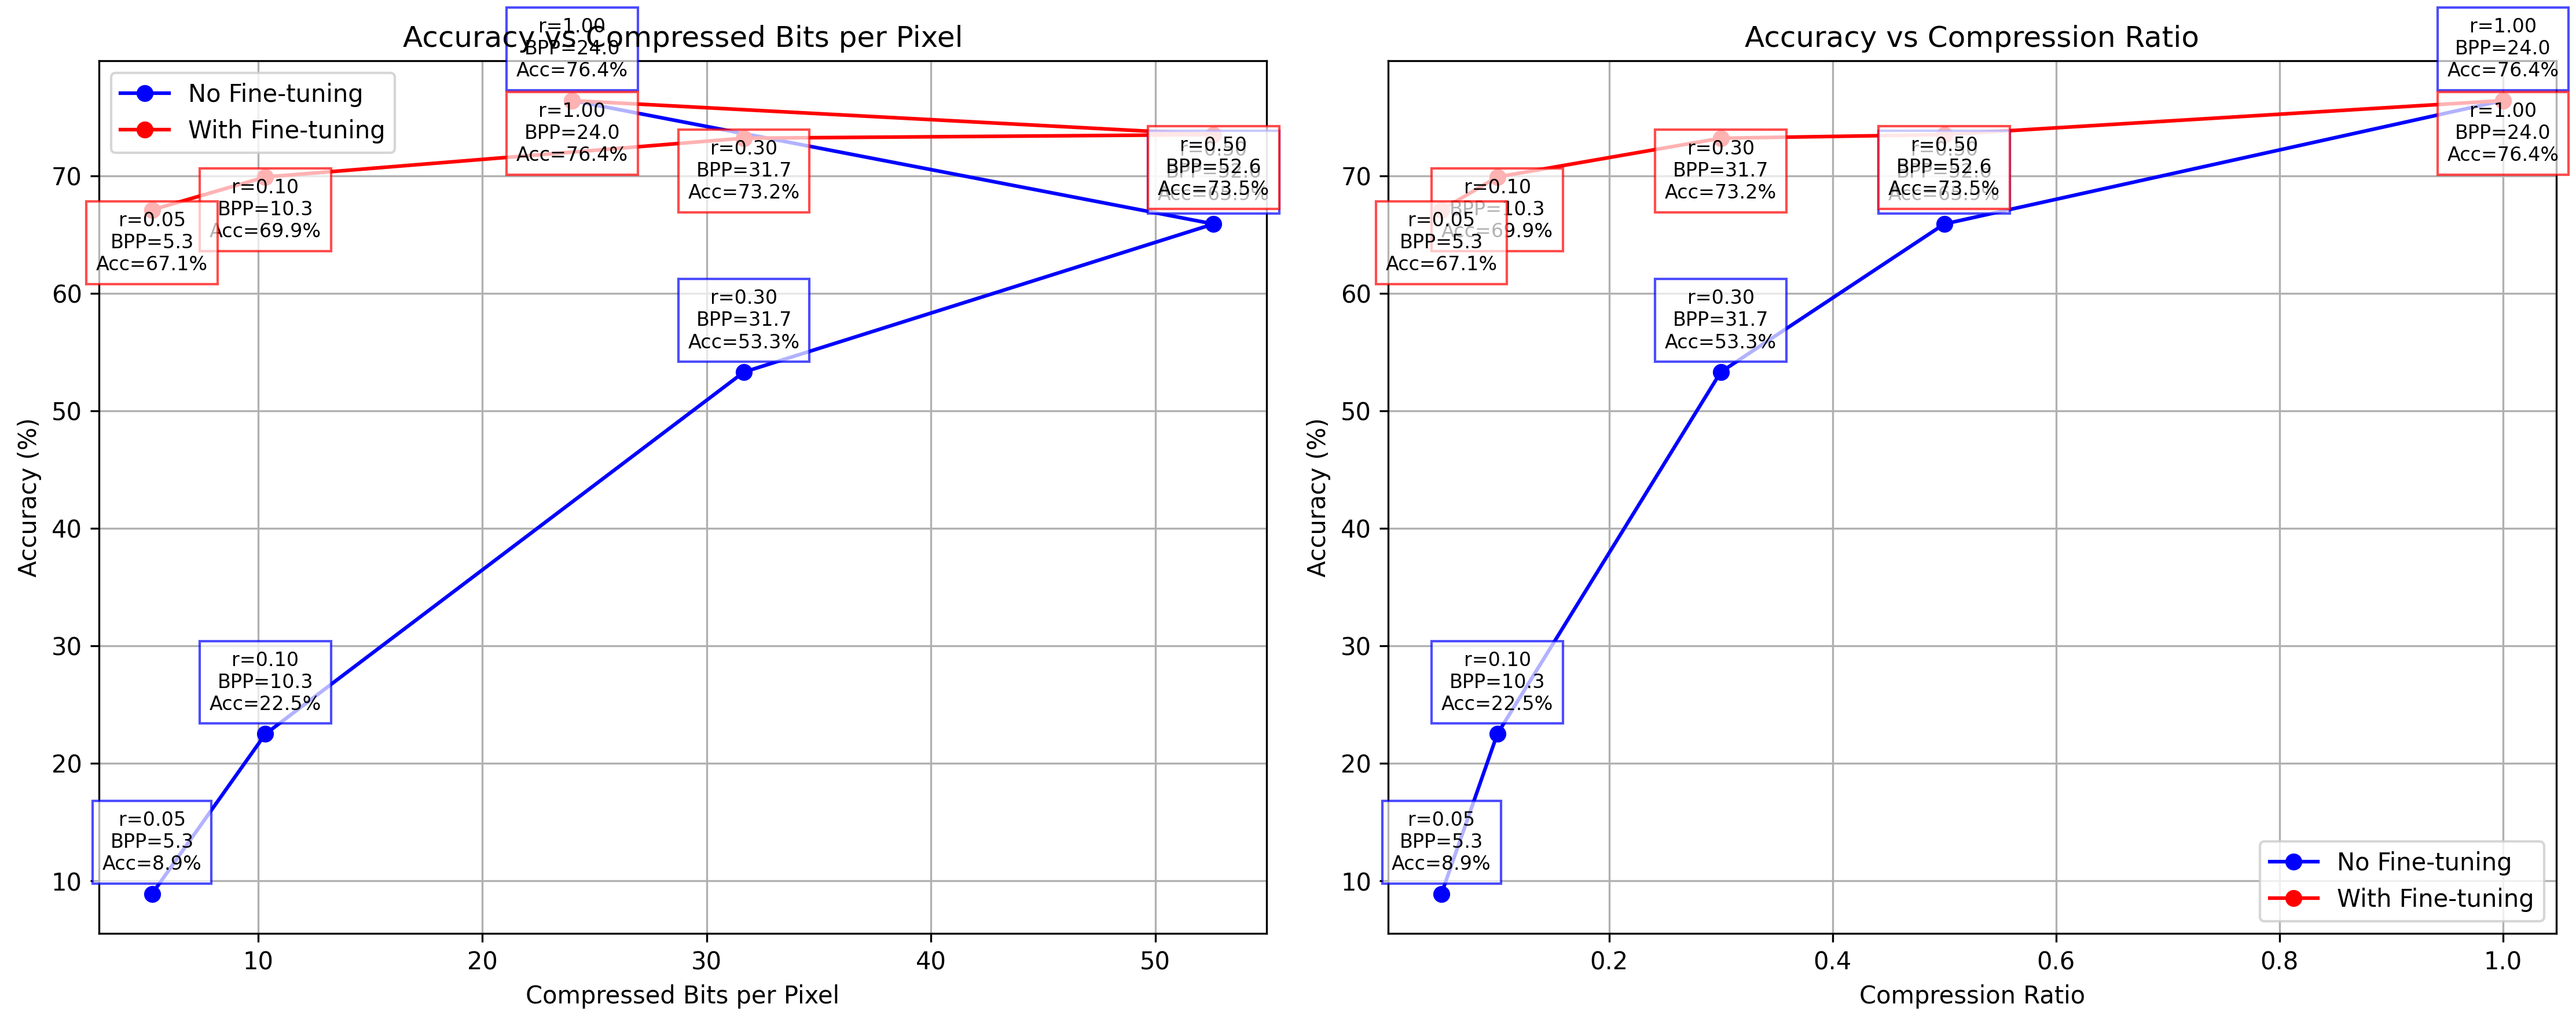 Accuracy vs Compressed Bits per Pixel
No Fine-tuning
With Fine-tuning
r=1.00
BPP=24.0
Acc=76.4%
r=1.00
BPP=24.0
Acc=76.4%
r=0.50
BPP=52.6
Acc=73.5%
r=0.30
BPP=31.7
Acc=73.2%
r=0.10
BPP=10.3
Acc=69.9%
r=0.05
BPP=5.3
Acc=67.1%
r=0.30
BPP=31.7
Acc=53.3%
r=0.10
BPP=10.3
Acc=22.5%
r=0.05
BPP=5.3
Acc=8.9%
70
60
50
40
30
20
10
Accuracy (%)
10
20
30
40
50
Compressed Bits per Pixel
Accuracy vs Compression Ratio
r=1.00
BPP=24.0
Acc=76.4%
r=1.00
BPP=24.0
Acc=76.4%
r=0.50
BPP=52.6
Acc=73.5%
r=0.30
BPP=31.7
Acc=73.2%
r=0.10
BPP=10.3
Acc=69.9%
r=0.05
BPP=5.3
Acc=67.1%
r=0.30
BPP=31.7
Acc=53.3%
r=0.10
BPP=10.3
Acc=22.5%
r=0.05
BPP=5.3
Acc=8.9%
No Fine-tuning
With Fine-tuning
70
60
50
40
30
20
10
Accuracy (%)
0.2
0.4
0.6
0.8
1.0
Compression Ratio